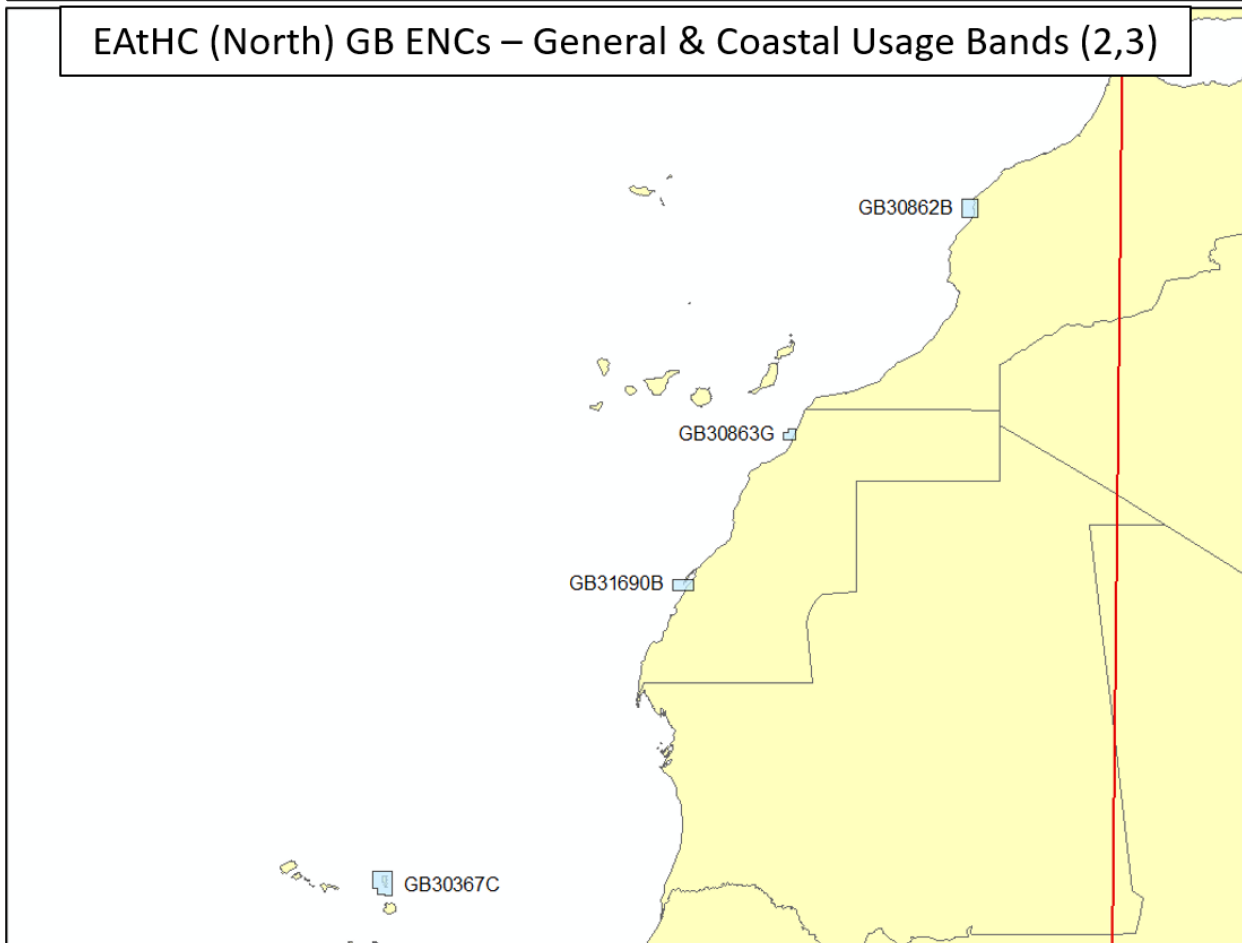 EAtHC (North) GB ENCs – General & Coastal Usage Bands (2,3)
GB30862B
GB30863G
GB31690B
GB30367C